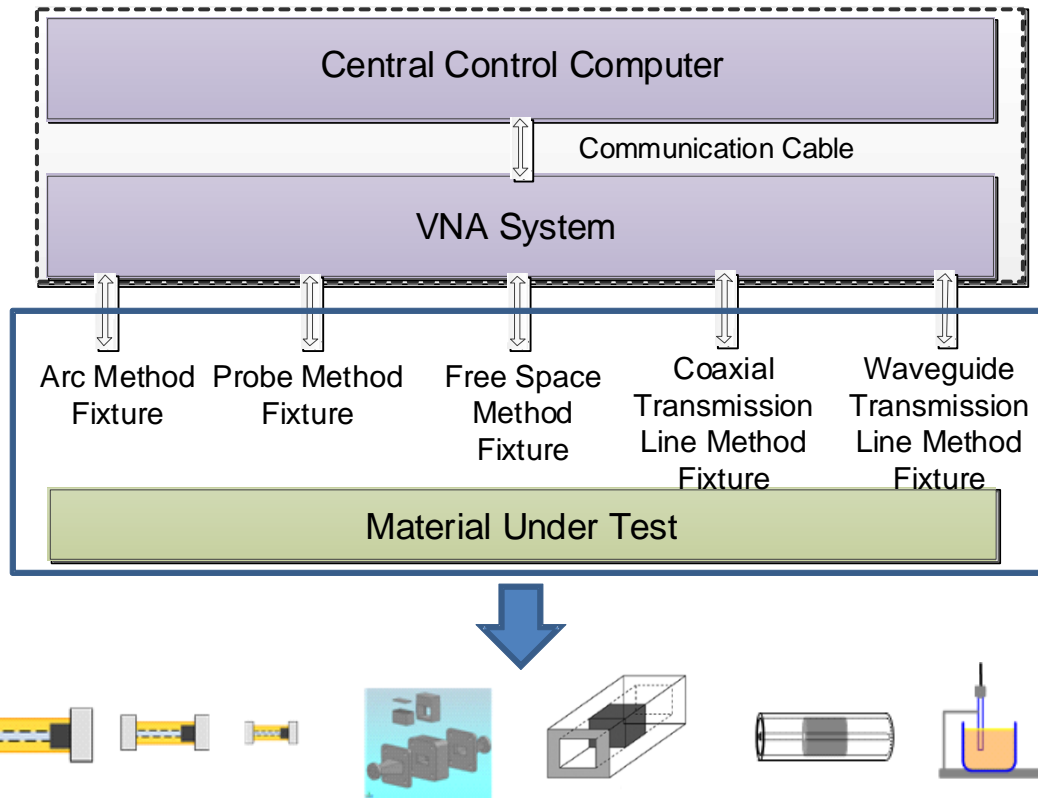 Central Control Computer
Communication Cable
VNA System
Arc Method
Fixture
Probe Method
Fixture
Free Space
Method
Fixture
Coaxial
Transmission
Line Method
Fixture
Waveguide
Transmission
Line Method
Fixture
Material Under Test